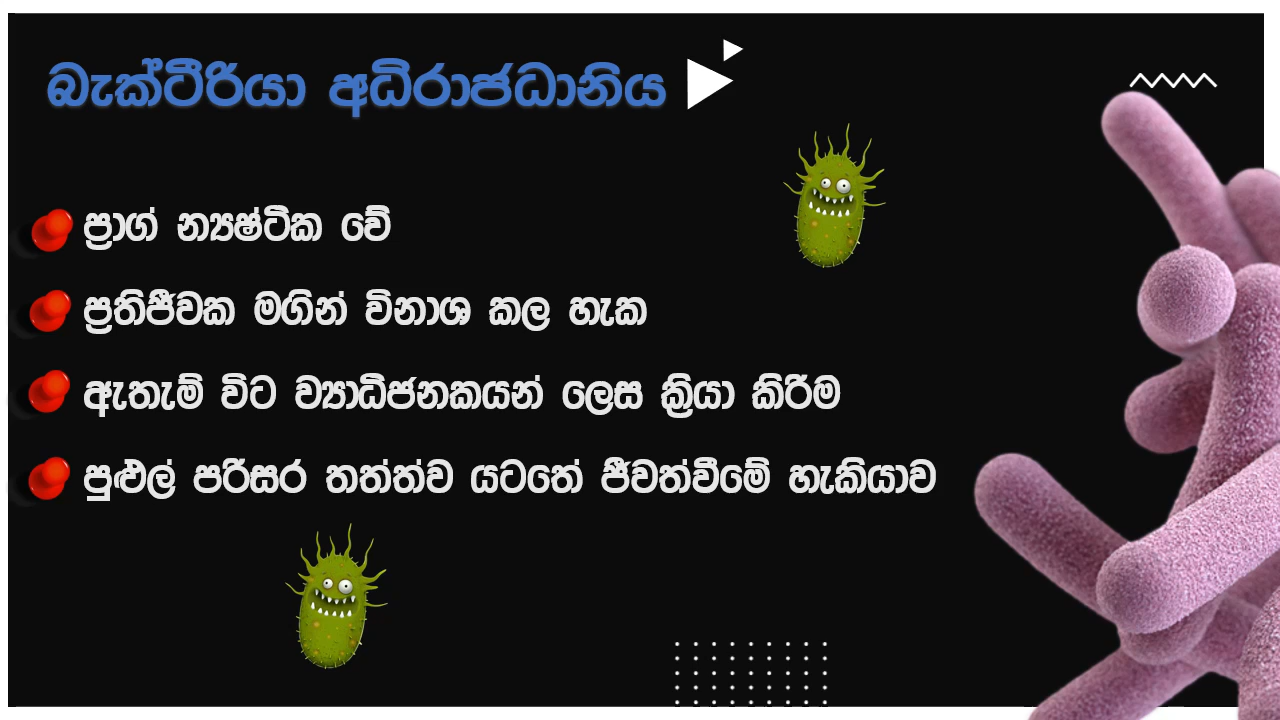 බැක්ටීරියා අධිරාජධානිය
ප්‍රාග් න්‍යෂ්ටික වේ
ප්‍රතිජීවක මගින් විනාශ කල හැක
ඇතැම් විට ව්‍යාධිජනකයන් ලෙස ක්‍රියා කිරිම
පුළුල් පරිසර තත්ත්ව යටතේ ජීවත්වීමේ හැකියාව